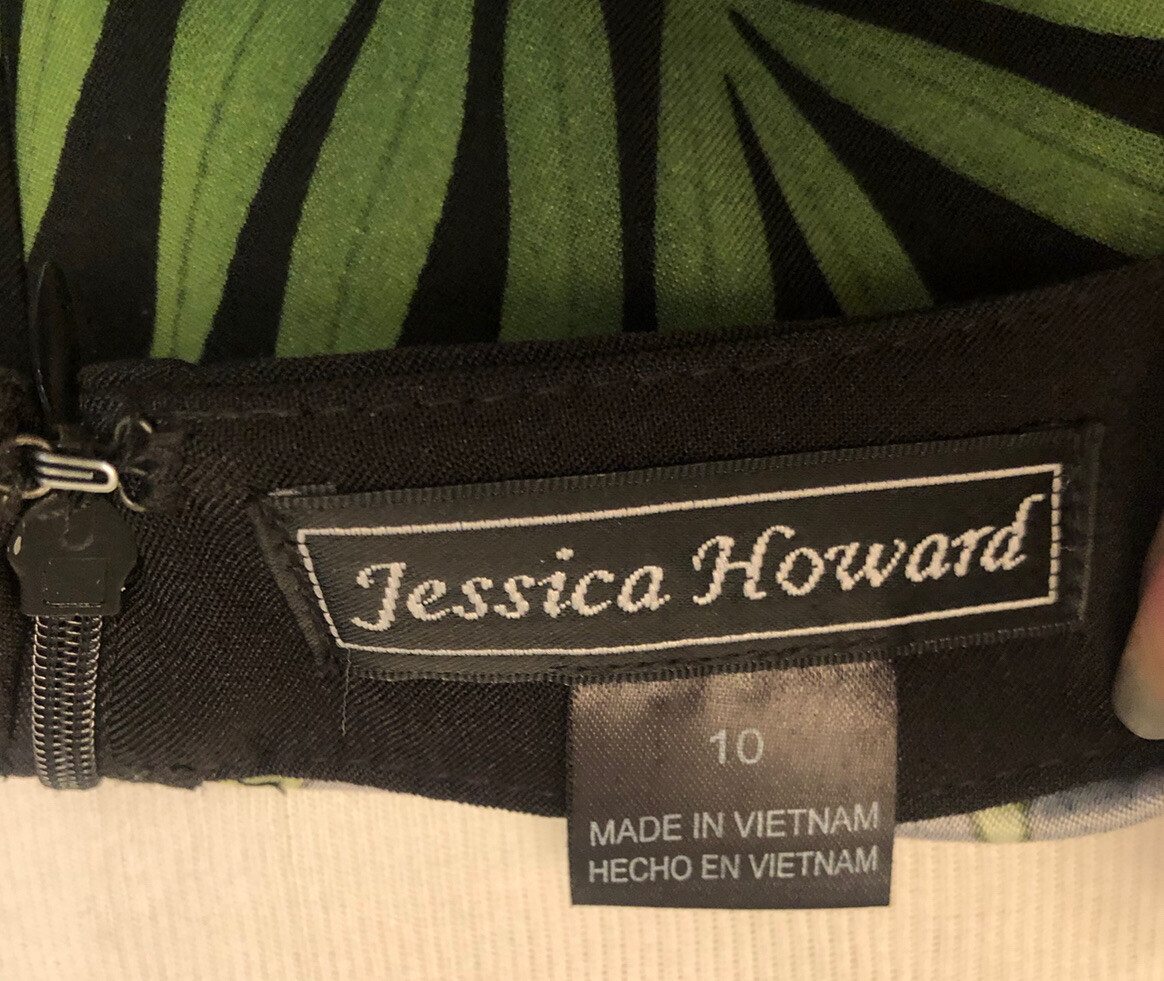 Jessica Howard
10
MADE IN VIETNAM
HECHO EN VIETNAM